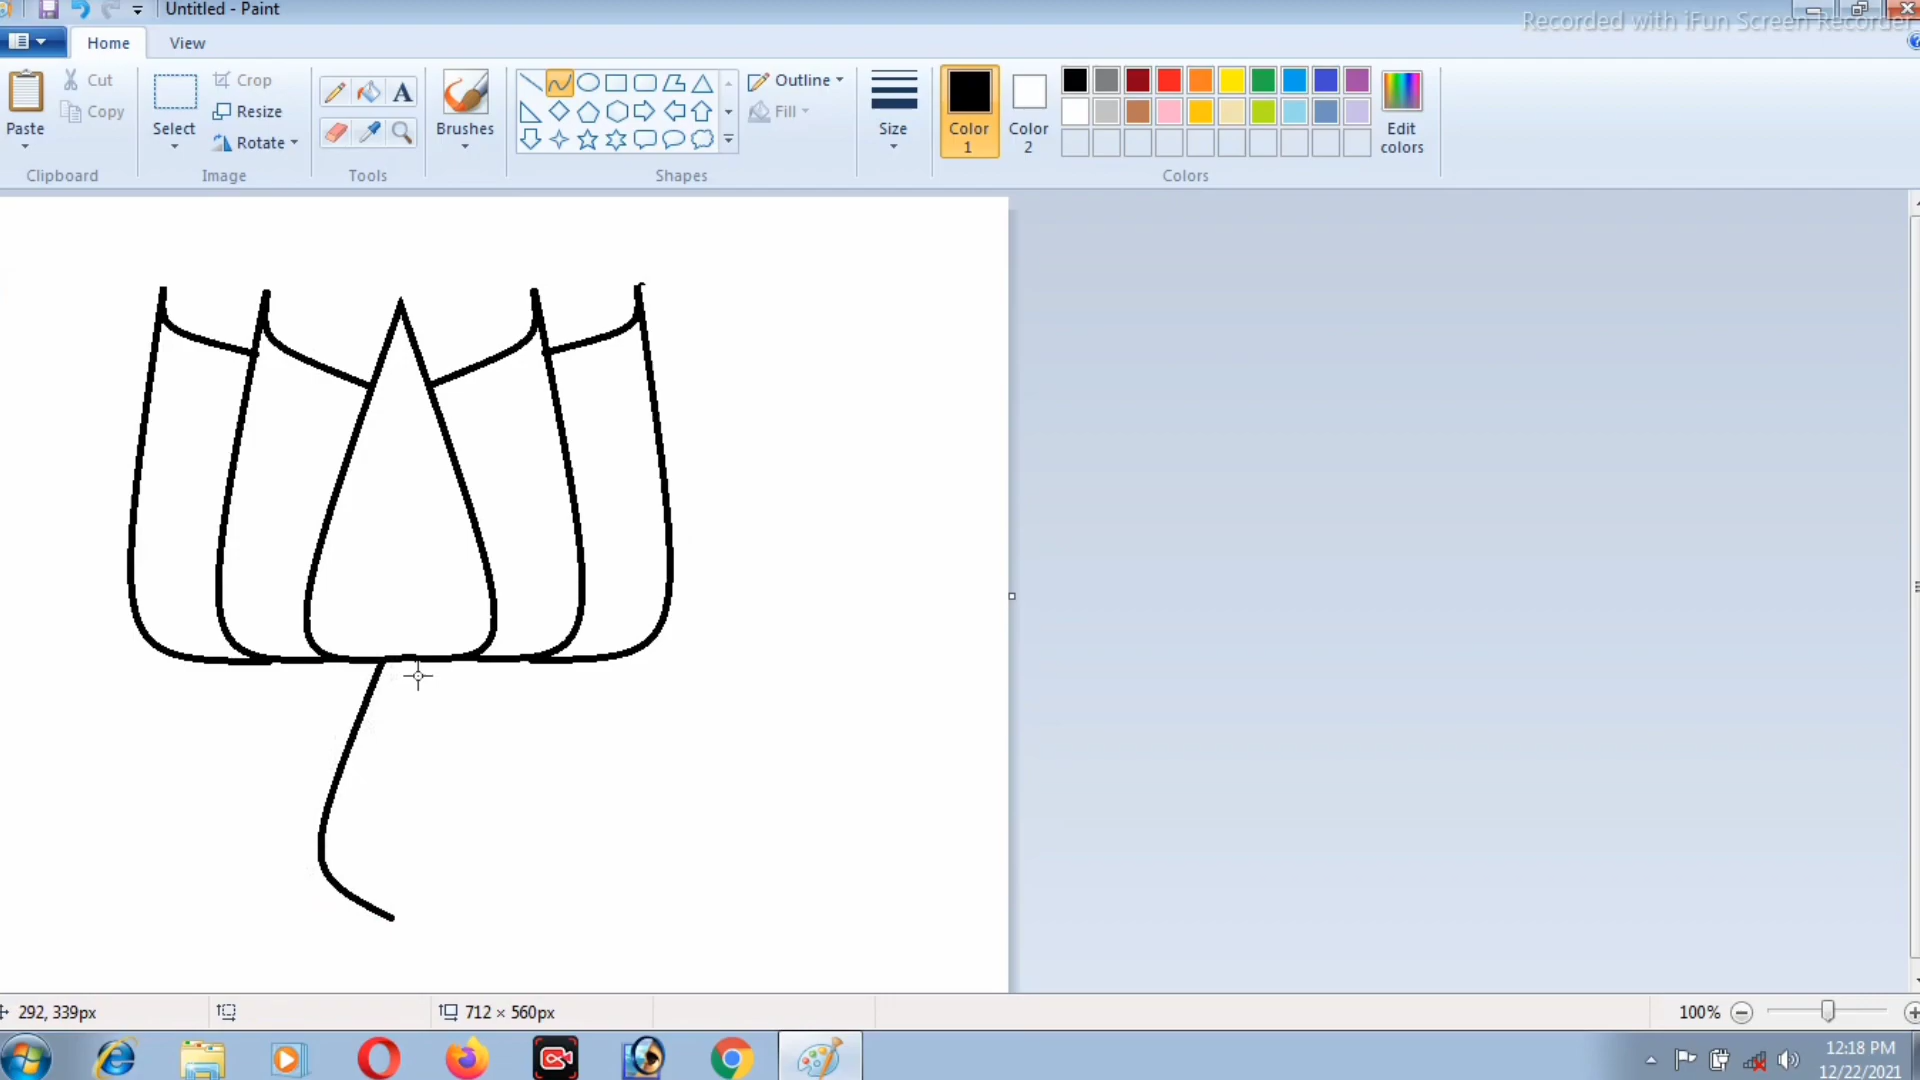 Untitled - Paint
Recorded with iFun Screen Recorder
Home View
Paste
Cut
Copy
Clipboard
Select
Crop
Resize
Rotate
Image
A
Tools
Brushes
Outline
Fill
Shapes
Size
Color
1
Color
2
Edit
colors
Colors
292, 339px
712 × 560px
100%
12:18 PM
12/22/2021